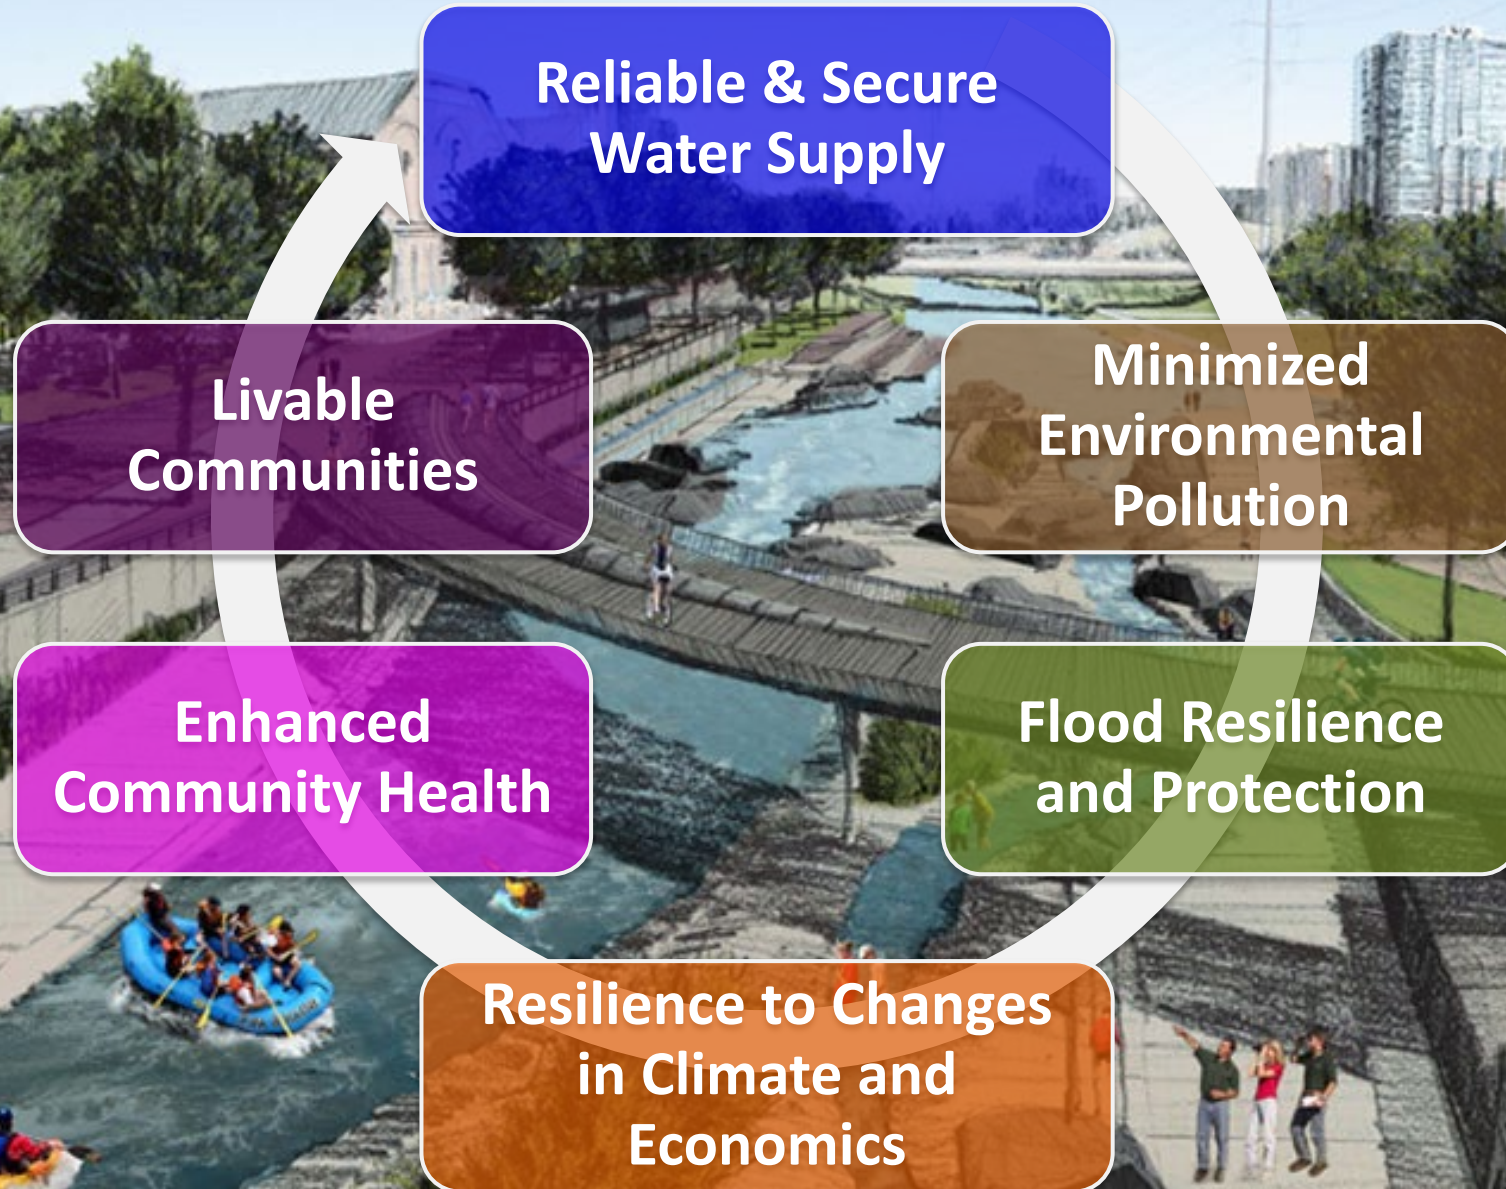 Reliable & Secure
Water Supply
Minimized
Environmental
Pollution
Flood Resilience
and Protection
Resilience to Changes
in Climate and
Economics
Enhanced
Community Health
Livable
Communities